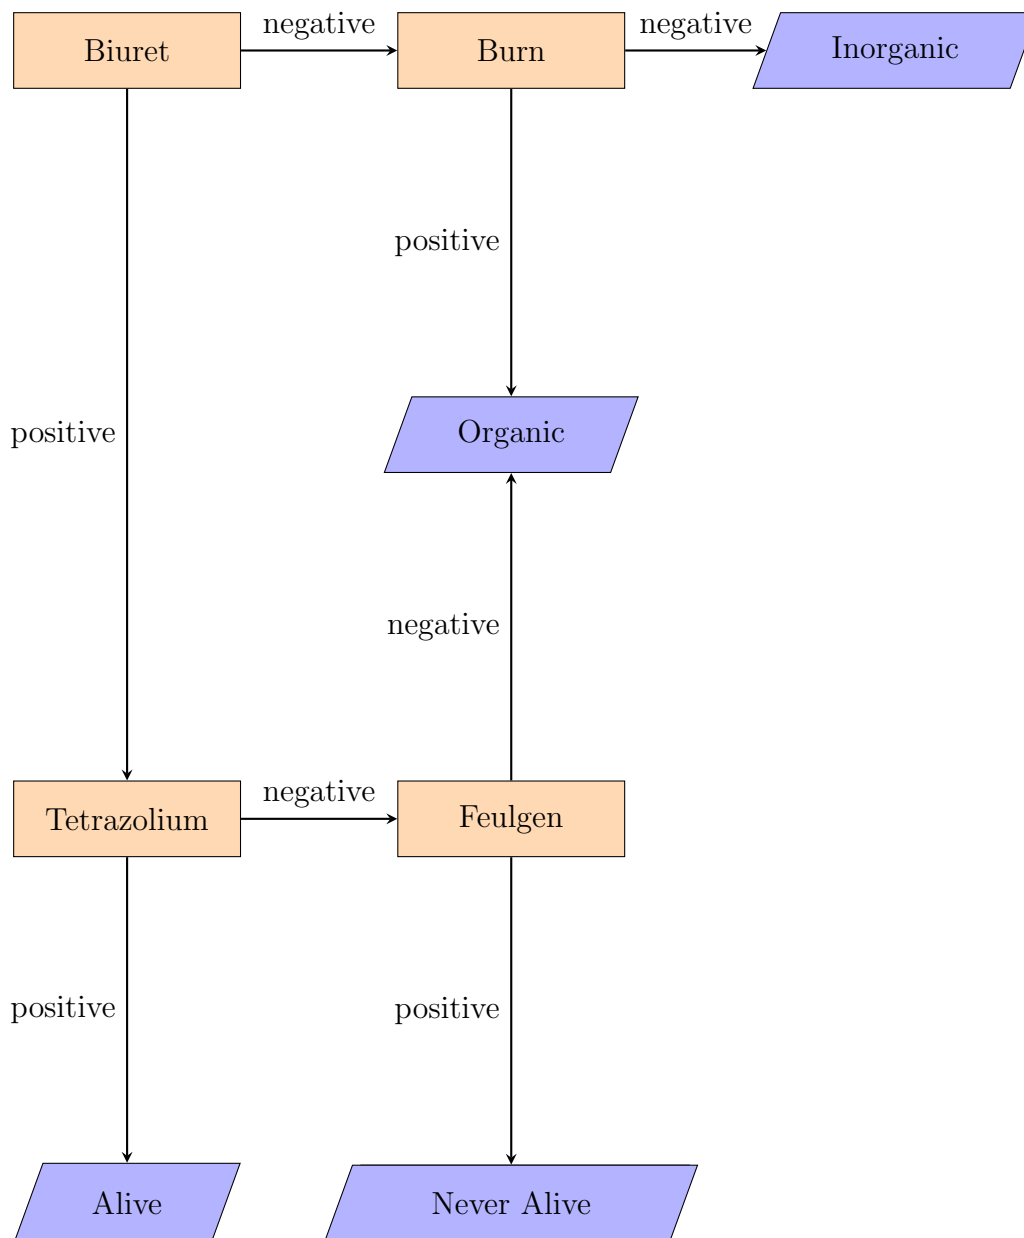 Biuret
negative
Burn
negative
Inorganic
positive
positive
Organic
negative
Tetrazolium
negative
Feulgen
positive
positive
Alive
Never Alive